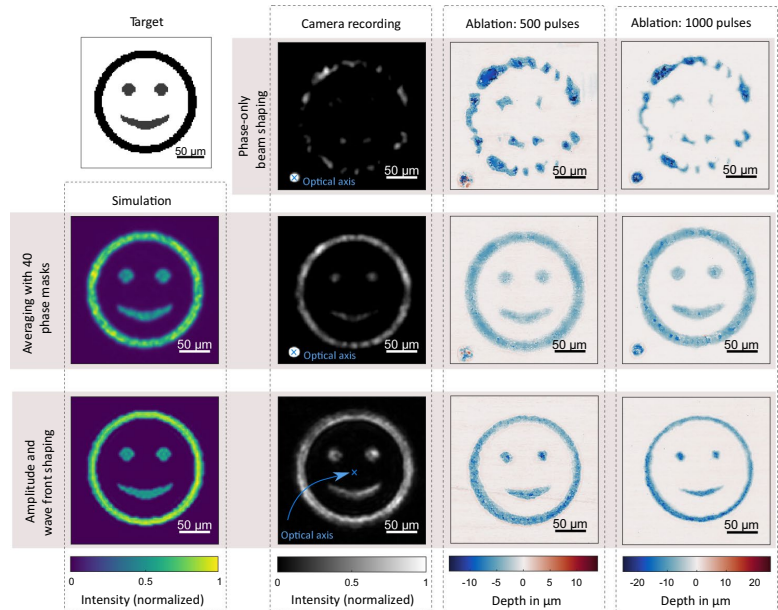 Target
Camera recording
Ablation: 500 pulses
Ablation: 1000 pulses
50 µm
Phase-only
beam shaping
50 µm
Optical axis
50 µm
50 µm
Simulation
Averaging with 40
phase masks
50 µm
50 µm
Optical axis
50 µm
50 µm
Amplitude and
wave front shaping
50 µm
50 µm
Optical axis
50 µm
50 µm
0 0.5 1
Intensity (normalized)
0 0.5 1
Intensity (normalized)
-10 -5 0 5 10
Depth in µm
-20 -10 0 10 20
Depth in µm